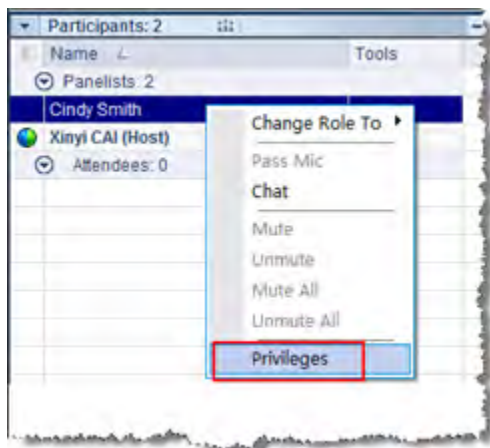 Participants: 2
Name Tools
Panelists: 2
Cindy Smith
Xinyi CAI (Host)
Attendees: 0
Change Role To
Pass Mic
Chat
Mute
Unmute
Mute All
Unmute All
Privileges